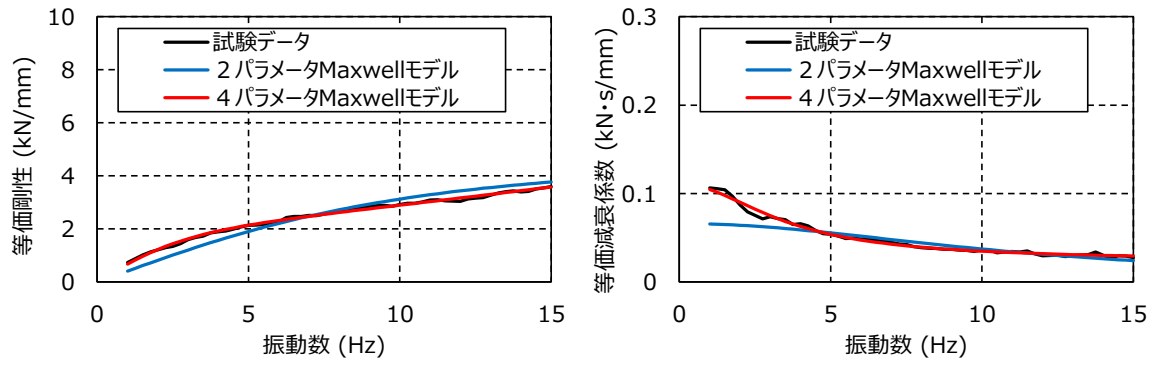 10
8
6
4
2
0
等価剛性 (kN/mm)
試験データ
２パラメータMaxwellモデル
４パラメータMaxwellモデル
0
5
10
15
振動数 (Hz)
0.3
0.2
0.1
0
等価減衰係数 (kN・s/mm)
試験データ
２パラメータMaxwellモデル
４パラメータMaxwellモデル
0
5
10
15
振動数 (Hz)